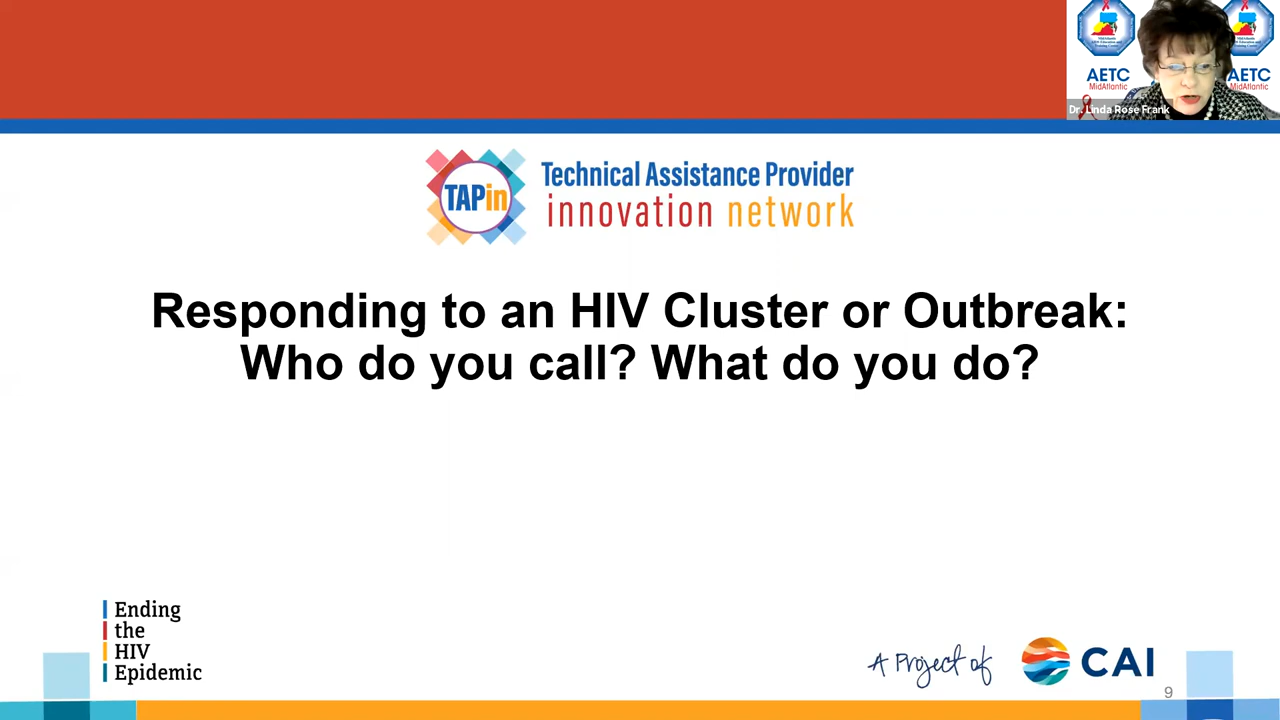 AETC
MidAtlantic
AETC
MidAtlantic
Dr. Linda Rose Frank
TAPin
Technical Assistance Provider
innovation network
Responding to an HIV Cluster or Outbreak:
Who do you call? What do you do?
Ending
the
HIV
Epidemic
A Project of
CAI
9